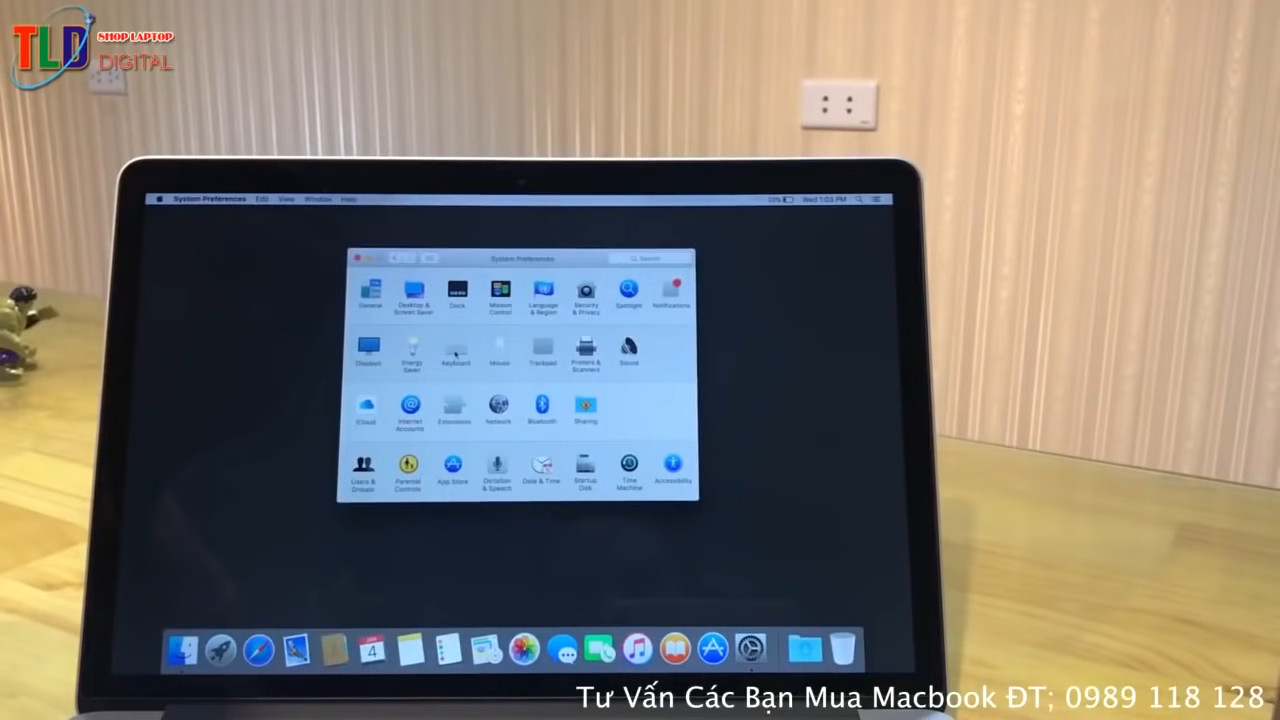 TLD
SHOP LAPTOP
DIGITAL
System Preferences Edit View Window Help
Wed 1:03 PM
System Preferences
Search
General
Desktop & Screen Saver
Dock
Mission Control
Language & Region
Security & Privacy
Spotlight
Notifications
Displays
Energy Saver
Keyboard
Mouse
Trackpad
Printers & Scanners
Sound
iCloud
Internet Accounts
Extensions
Network
Bluetooth
Sharing
Users & Groups
Parental Controls
App Store
Dictation & Speech
Date & Time
Startup Disk
Time Machine
Accessibility
4
Tư Vấn Các Bạn Mua Macbook ĐT; 0989 118 128